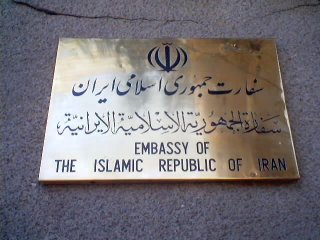 سفارت جمهوری اسلامی ایران
سفارة الجمهورية الإسلامية الإيرانية
EMBASSY OF
THE ISLAMIC REPUBLIC OF IRAN